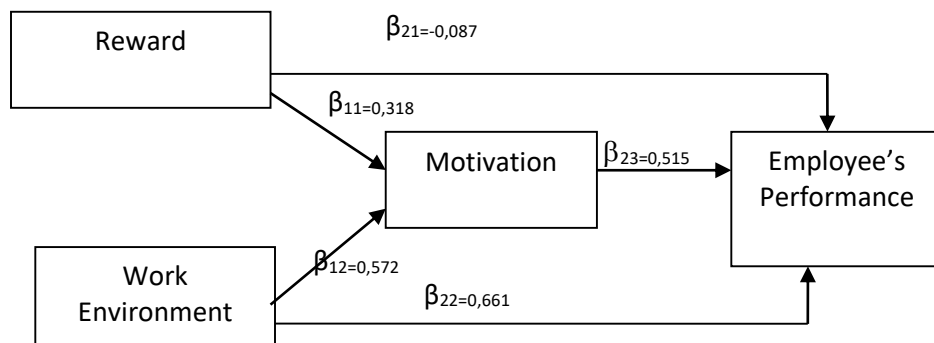 Reward
β21=-0,087
β11=0,318
Motivation
β23=0,515
Employee’s
Performance
β12=0,572
Work
Environment
β22=0,661